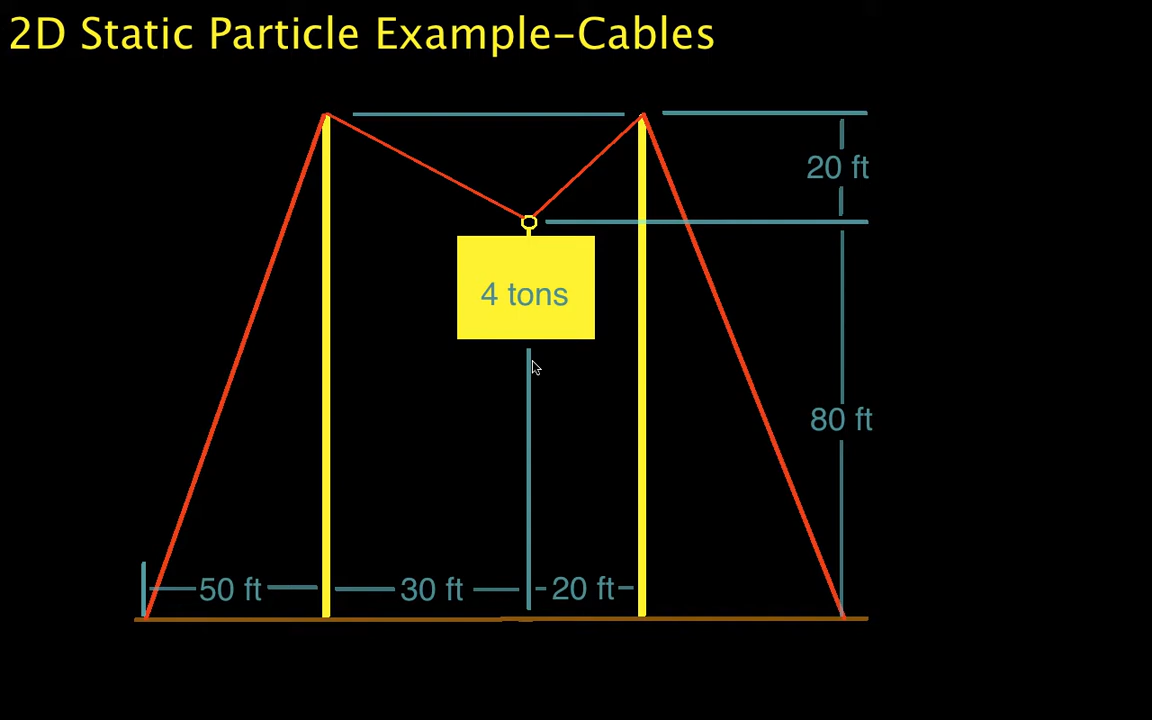 2D Static Particle Example-Cables
20 ft
4 tons
80 ft
50 ft
30 ft
20 ft